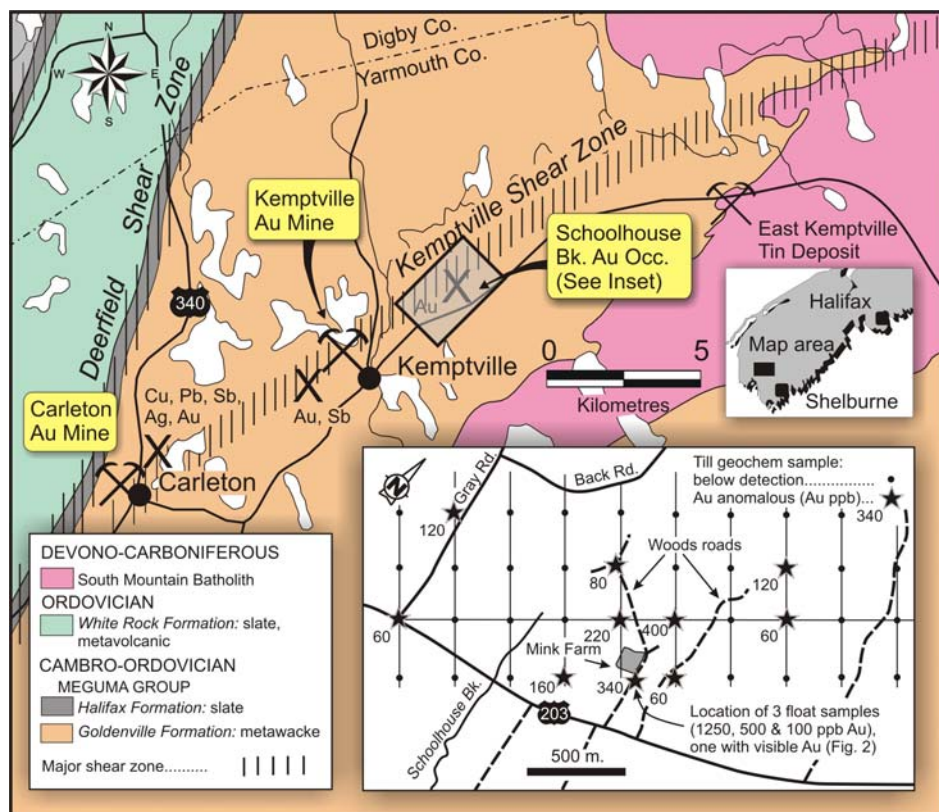 Digby Co.
Yarmouth Co.
N
W
E
S
Deerfield Shear Zone
Kemptville Shear Zone
Kemptville
Au Mine
Schoolhouse
Bk. Au Occ.
(See Inset)
East Kemptville
Tin Deposit
340
Au
Kemptville
0 5
Kilometres
Halifax
Map area
Shelburne
Cu, Pb, Sb,
Ag, Au
Au, Sb
Carleton
Au Mine
Carleton
DEVONO-CARBONIFEROUS
South Mountain Batholith
ORDOVICIAN
White Rock Formation: slate,
metavolcanic
CAMBRO-ORDOVICIAN
MEGUMA GROUP
Halifax Formation: slate
Goldenville Formation: metawacke
Major shear zone..........
N
Gray Rd.
Back Rd.
Till geochem sample:
below detection.................
Au anomalous (Au ppb)...
340
120
Woods roads
80
120
60
220
400
60
Mink Farm
160
340
60
Schoolhouse Bk.
203
Location of 3 float samples
(1250, 500 & 100 ppb Au),
one with visible Au (Fig. 2)
500 m.